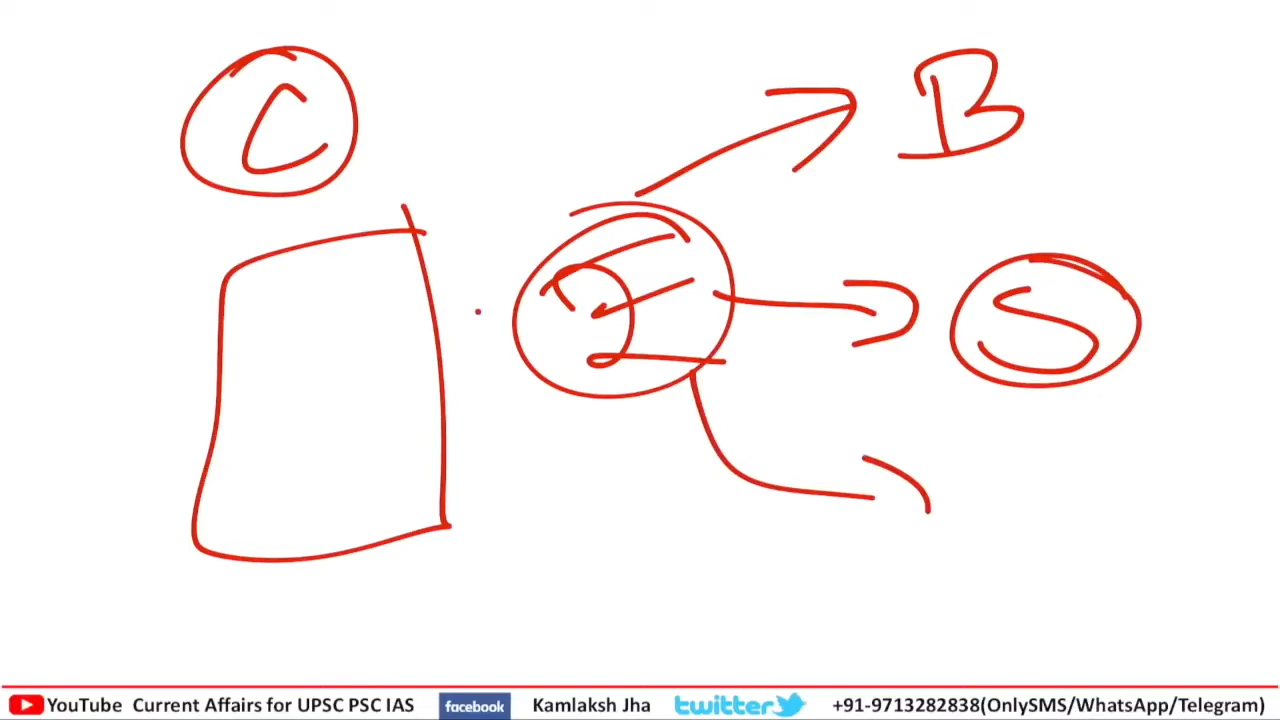 C
B
S
YouTube Current Affairs for UPSC PSC IAS facebook Kamlaksh Jha twitter +91-9713282838(OnlySMS/WhatsApp/Telegram)